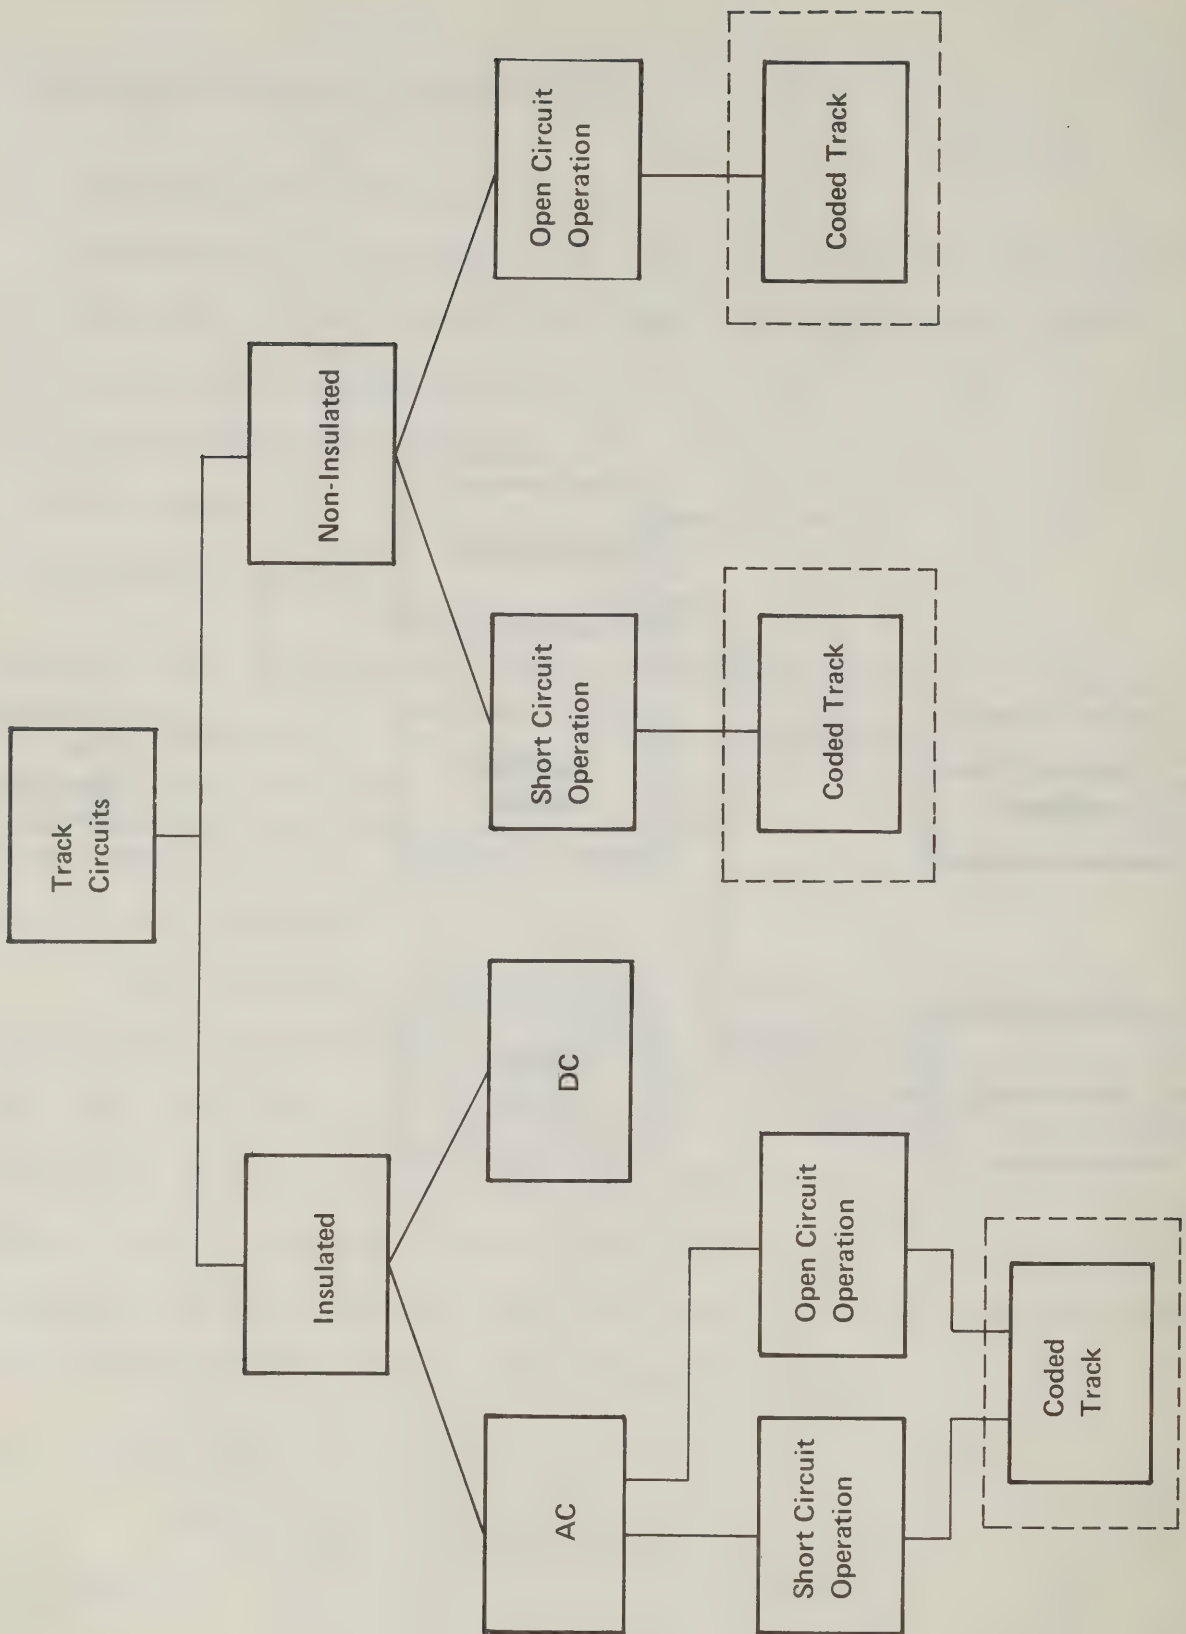 Track
Circuits
Insulated
Non-Insulated
AC
DC
Short Circuit
Operation
Open Circuit
Operation
Short Circuit
Operation
Open Circuit
Operation
Coded Track
Coded Track
Coded
Track